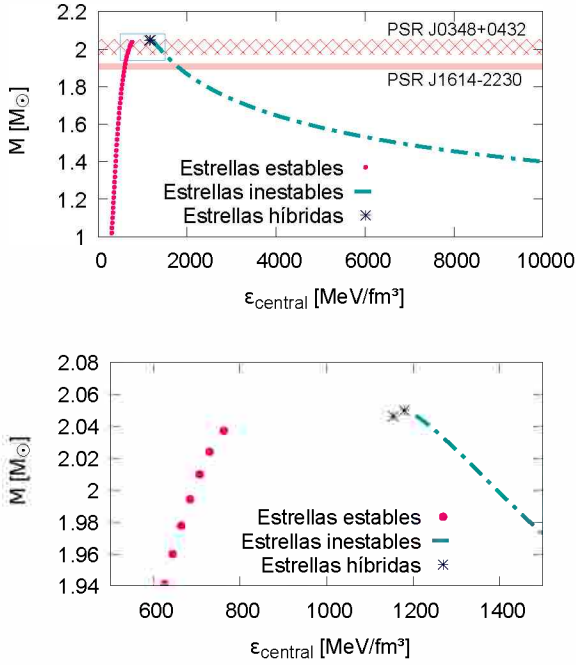 2.2
2
1.8
1.6
1.4
1.2
1
M [M⊙]
PSR J0348+0432
PSR J1614-2230
Estrellas estables
Estrellas inestables
Estrellas híbridas
0 2000 4000 6000 8000 10000
εcentral [MeV/fm³]
2.08
2.06
2.04
2.02
2
1.98
1.96
1.94
M [M⊙]
Estrellas estables
Estrellas inestables
Estrellas híbridas
600 800 1000 1200 1400
εcentral [MeV/fm³]